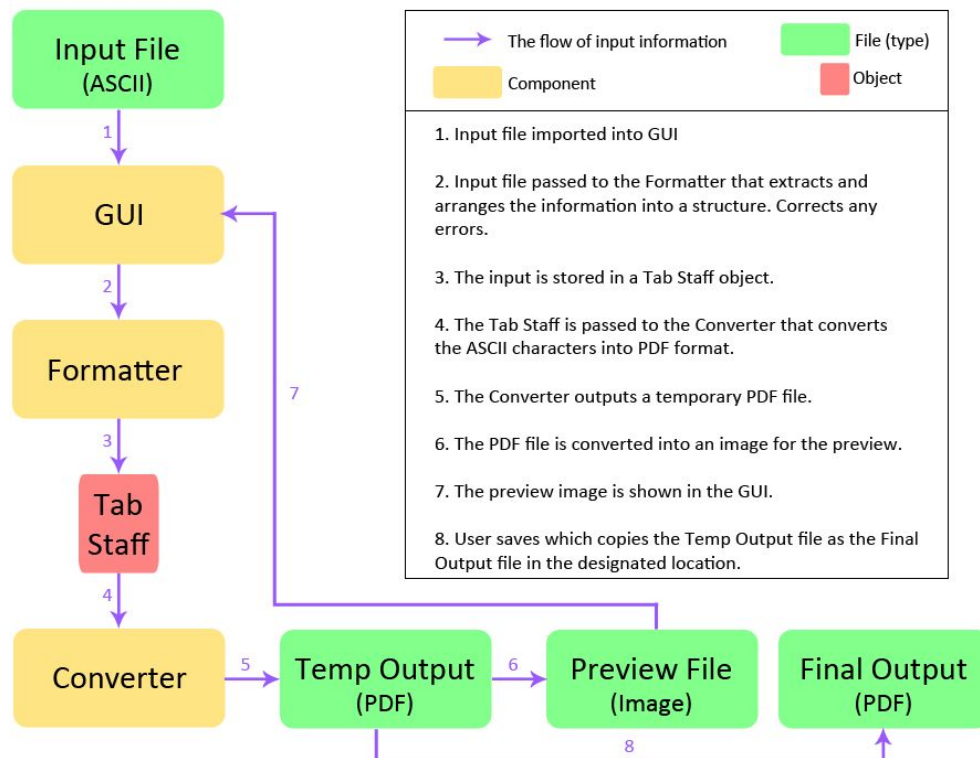 Input File
(ASCII)
The flow of input information
File (type)
Component
Object
1
1. Input file imported into GUI
GUI
2. Input file passed to the Formatter that extracts and
arranges the information into a structure. Corrects any
errors.
2
3. The input is stored in a Tab Staff object.
Formatter
4. The Tab Staff is passed to the Converter that converts
the ASCII characters into PDF format.
7
5. The Converter outputs a temporary PDF file.
3
6. The PDF file is converted into an image for the preview.
Tab
Staff
7. The preview image is shown in the GUI.
8. User saves which copies the Temp Output file as the Final
Output file in the designated location.
4
Converter
5
Temp Output
(PDF)
6
Preview File
(Image)
Final Output
(PDF)
8